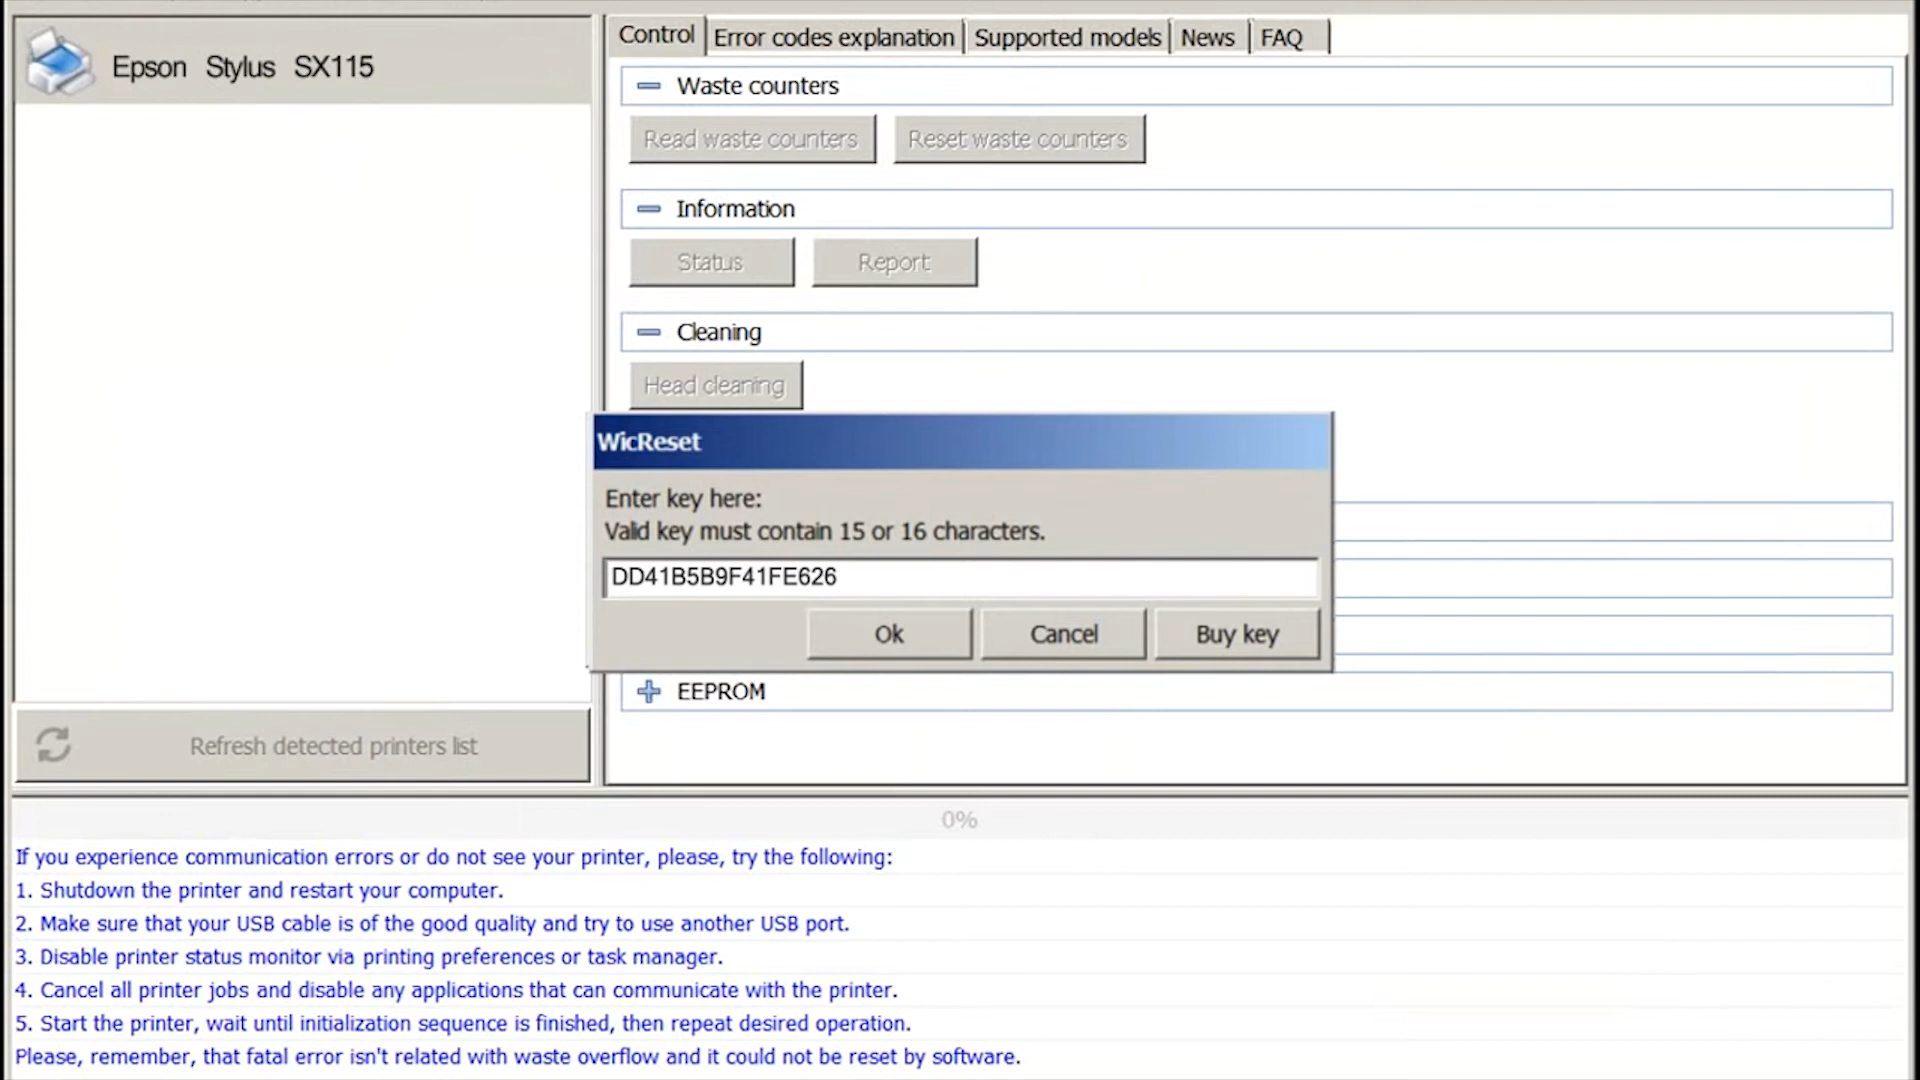 Epson Stylus SX115
Control
Error codes explanation
Supported models
News
FAQ
Waste counters
Read waste counters
Reset waste counters
Information
Status
Report
Cleaning
Head cleaning
WicReset
Enter key here:
Valid key must contain 15 or 16 characters.
DD41B5B9F41FE626
Ok
Cancel
Buy key
EEPROM
Refresh detected printers list
0%
If you experience communication errors or do not see your printer, please, try the following:
1. Shutdown the printer and restart your computer.
2. Make sure that your USB cable is of the good quality and try to use another USB port.
3. Disable printer status monitor via printing preferences or task manager.
4. Cancel all printer jobs and disable any applications that can communicate with the printer.
5. Start the printer, wait until initialization sequence is finished, then repeat desired operation.
Please, remember, that fatal error isn't related with waste overflow and it could not be reset by software.